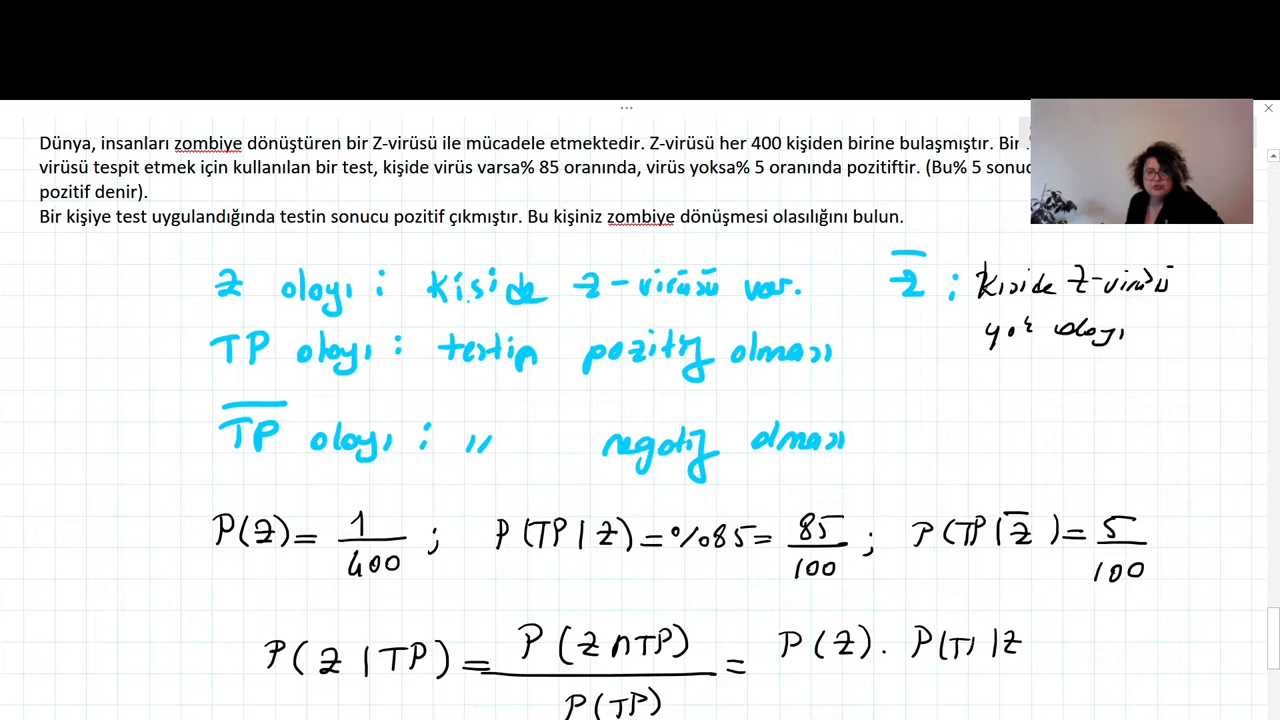 Dünya, insanları zombiye dönüştüren bir Z-virüsü ile mücadele etmektedir. Z-virüsü her 400 kişiden birine bulaşmıştır. Bir
virüsü tespit etmek için kullanılan bir test, kişide virüs varsa% 85 oranında, virüs yoksa% 5 oranında pozitiftir. (Bu% 5 sonuc
pozitif denir).
Bir kişiye test uygulandığında testin sonucu pozitif çıkmıştır. Bu kişiniz zombiye dönüşmesi olasılığını bulun.
Z olayı : kişide Z-virüsü var. Z̅ ; Kişide Z-virüsü
yok olayı
TP olayı : testin pozitif olması
T̅P̅ olayı : " negatif olması
P(Z) = 1/400 ; P(TP|Z) = %85 = 85/100 ; P(TP|Z̅) = 5/100
P(Z|TP) = P(Z∩TP)/P(TP) = P(Z). P(TP|Z